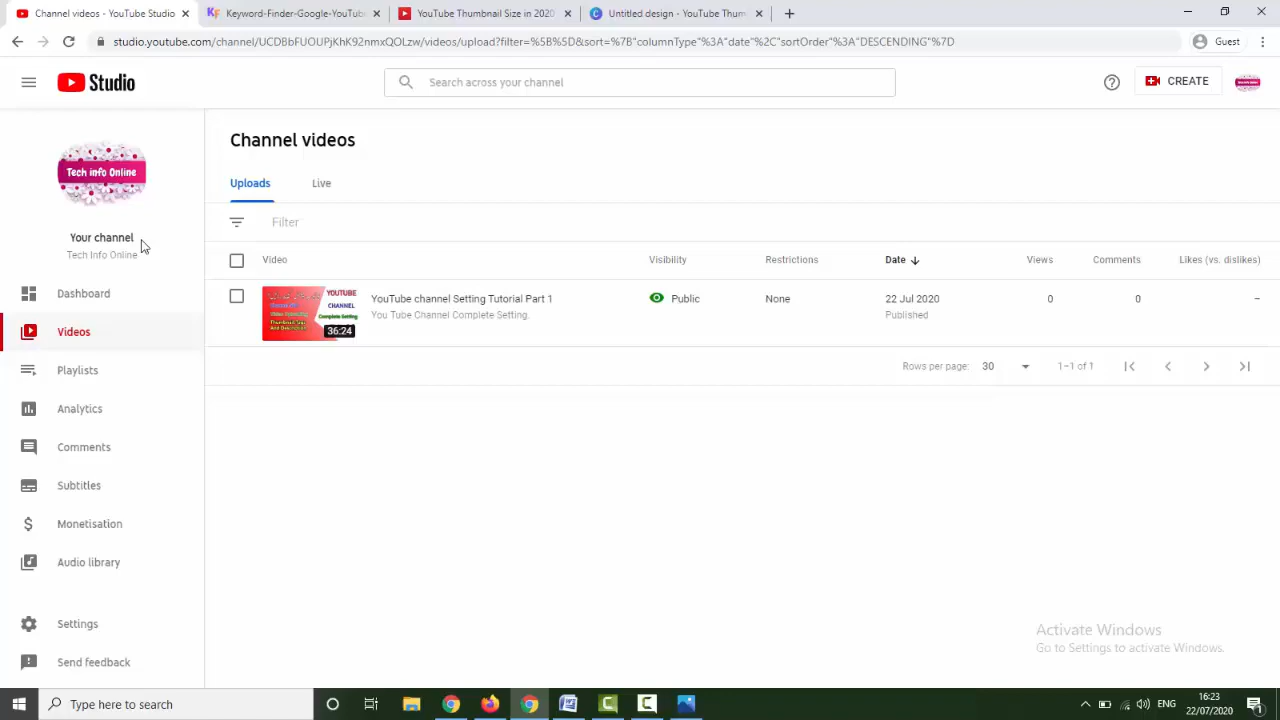 Channel videos - YouTube Studio
Keyword-Finder-Google-Youtube
YouTube Thumbnail Size in 2020
Untitled design - YouTube Thum
studio.youtube.com/channel/UCDBbFUOUPjKhK92nmxQOLzw/videos/upload?filter=%5B%5D&sort=%7B"columnType"%3A"date"%2C"sortOrder"%3A"DESCENDING"%7D
Guest
Studio
Search across your channel
CREATE
Tech info Online
Your channel
Tech Info Online
Dashboard
Videos
Playlists
Analytics
Comments
Subtitles
Monetisation
Audio library
Settings
Send feedback
Channel videos
Uploads
Live
Filter
Video
Visibility
Restrictions
Date
Views
Comments
Likes (vs. dislikes)
YOUTUBE
CHANNEL
Complete Setting
36:24
YouTube channel Setting Tutorial Part 1
You Tube Channel Complete Setting.
Public
None
22 Jul 2020
Published
0
0
–
Rows per page: 30
1–1 of 1
Activate Windows
Go to Settings to activate Windows.
Type here to search
ENG
16:23
22/07/2020
1